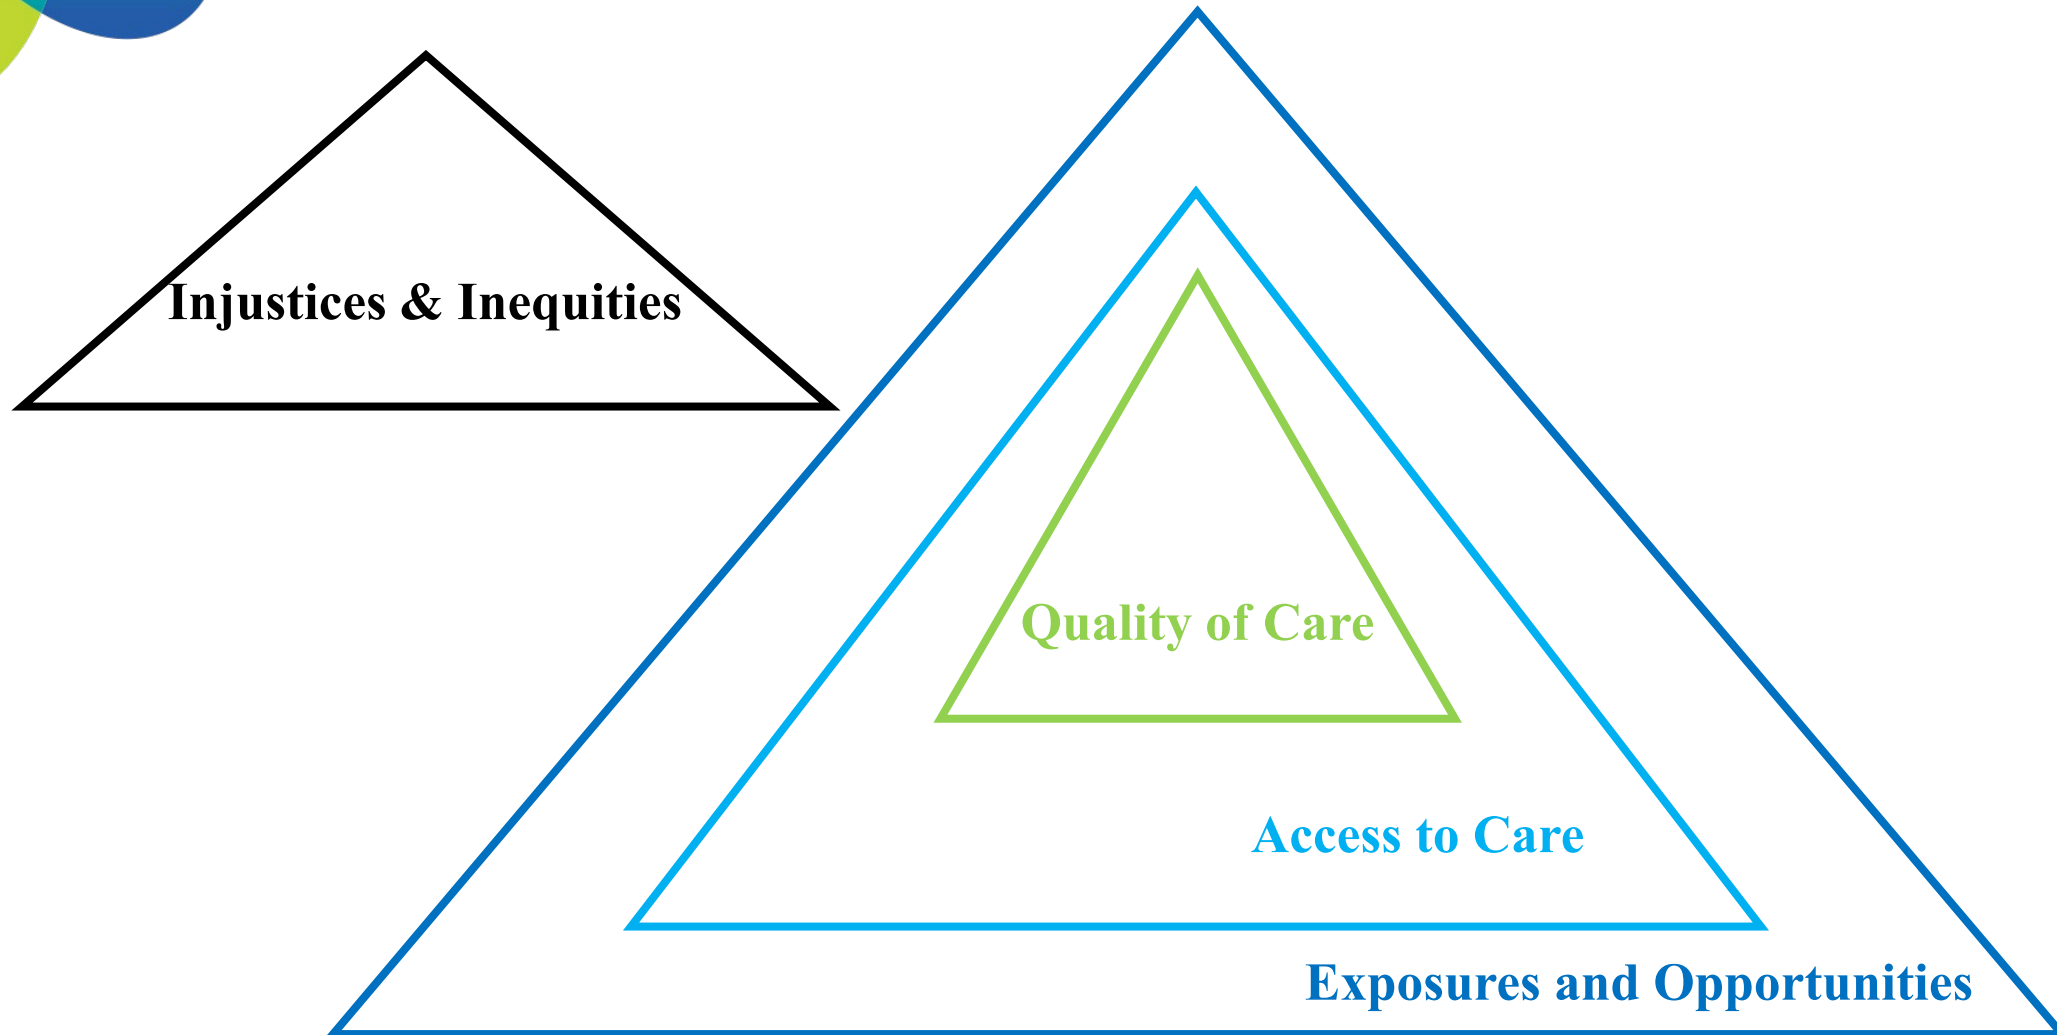 Injustices & Inequities
Quality of Care
Access to Care
Exposures and Opportunities